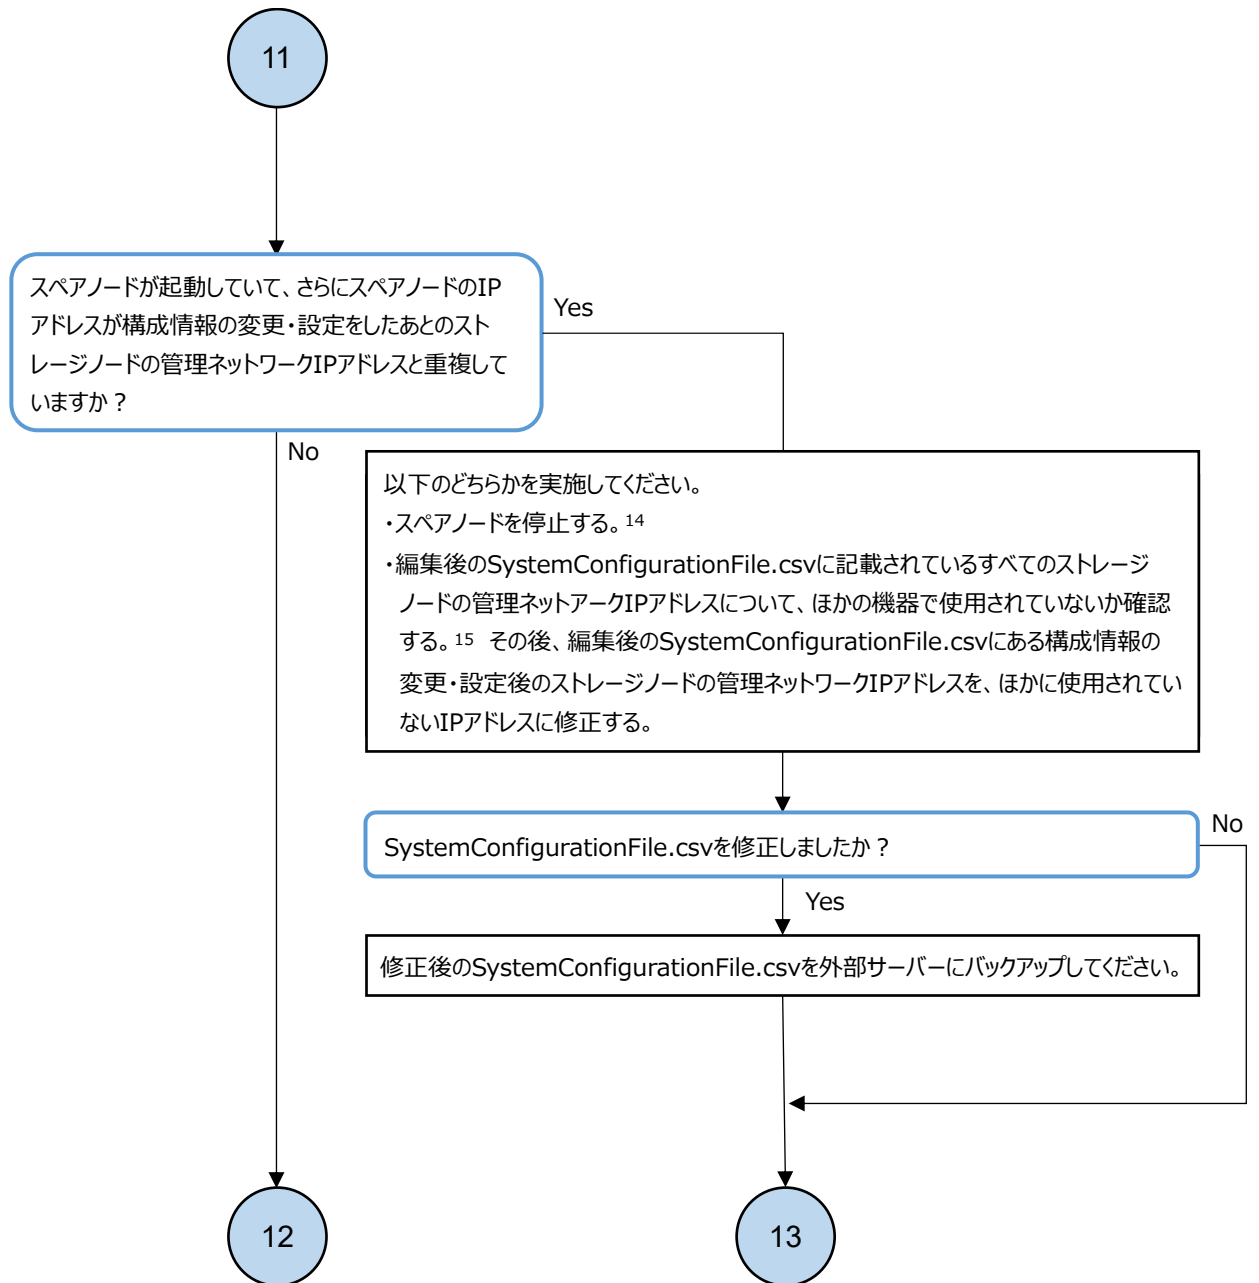 11
スペアノードが起動していて、さらにスペアノードのIP
アドレスが構成情報の変更・設定をしたあとのスト
レージノードの管理ネットワークIPアドレスと重複して
いますか？
Yes
No
以下のどちらかを実施してください。
・スペアノードを停止する。14
・編集後のSystemConfigurationFile.csvに記載されているすべてのストレージ
ノードの管理ネットアークIPアドレスについて、ほかの機器で使用されていないか確認
する。15 その後、編集後のSystemConfigurationFile.csvにある構成情報の
変更・設定後のストレージノードの管理ネットワークIPアドレスを、ほかに使用されてい
ないIPアドレスに修正する。
SystemConfigurationFile.csvを修正しましたか？
No
Yes
修正後のSystemConfigurationFile.csvを外部サーバーにバックアップしてください。
12
13